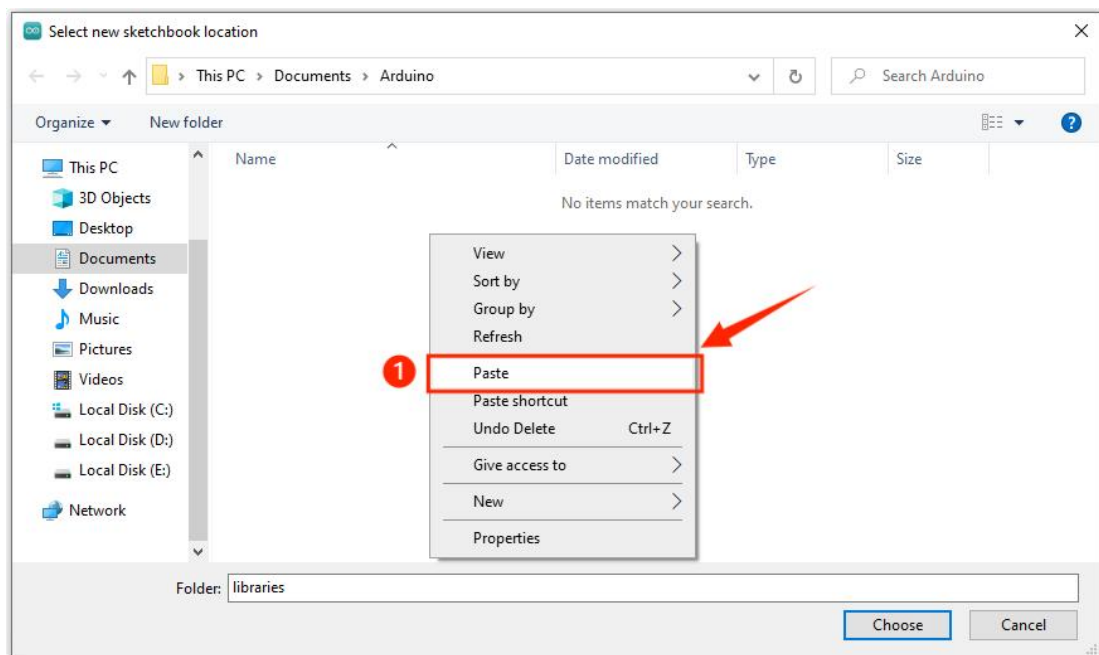 Select new sketchbook location
This PC > Documents > Arduino
Search Arduino
Organize
New folder
?
This PC
3D Objects
Desktop
Documents
Downloads
Music
Pictures
Videos
Local Disk (C:)
Local Disk (D:)
Local Disk (E:)
Network
Name
Date modified
Type
Size
No items match your search.
View
Sort by
Group by
Refresh
1
Paste
Paste shortcut
Undo Delete Ctrl+Z
Give access to
New
Properties
Folder: libraries
Choose
Cancel